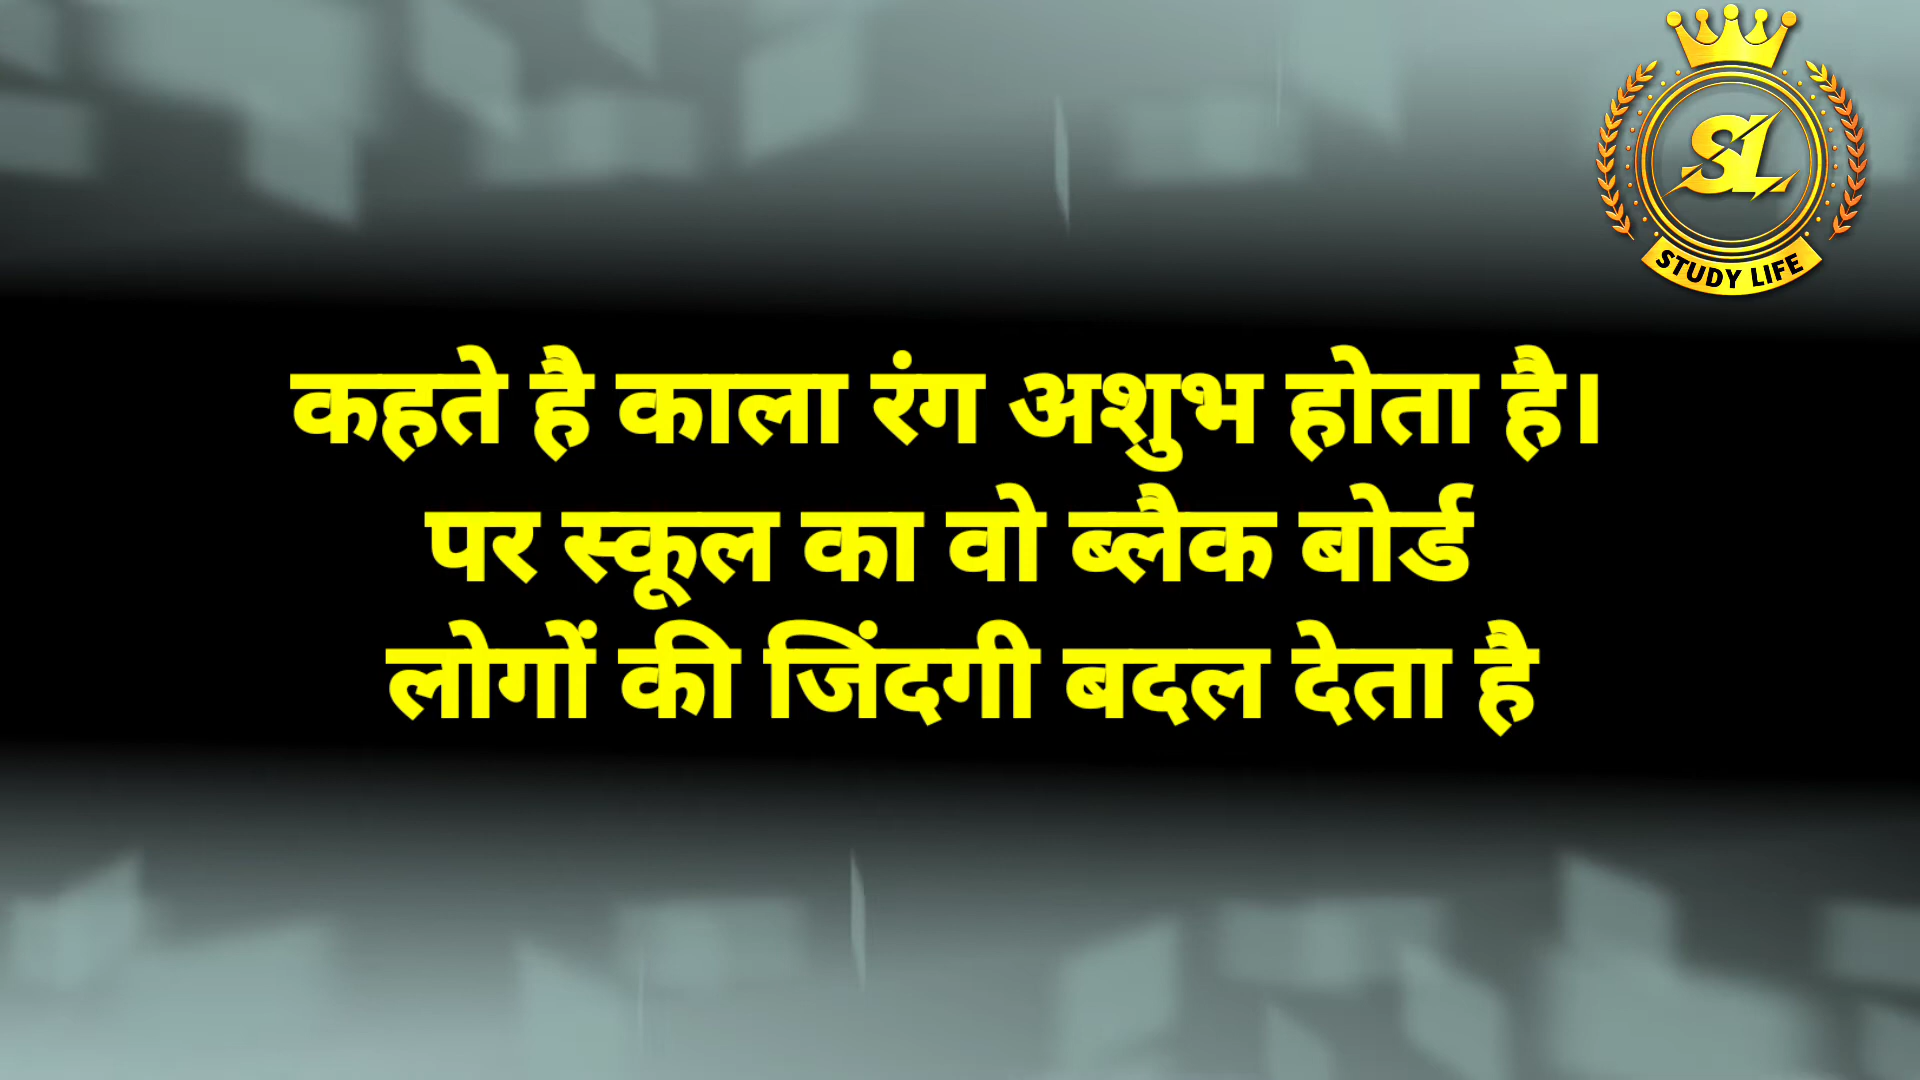 SL
STUDY LIFE
कहते है काला रंग अशुभ होता है।
पर स्कूल का वो ब्लैक बोर्ड
लोगों की जिंदगी बदल देता है